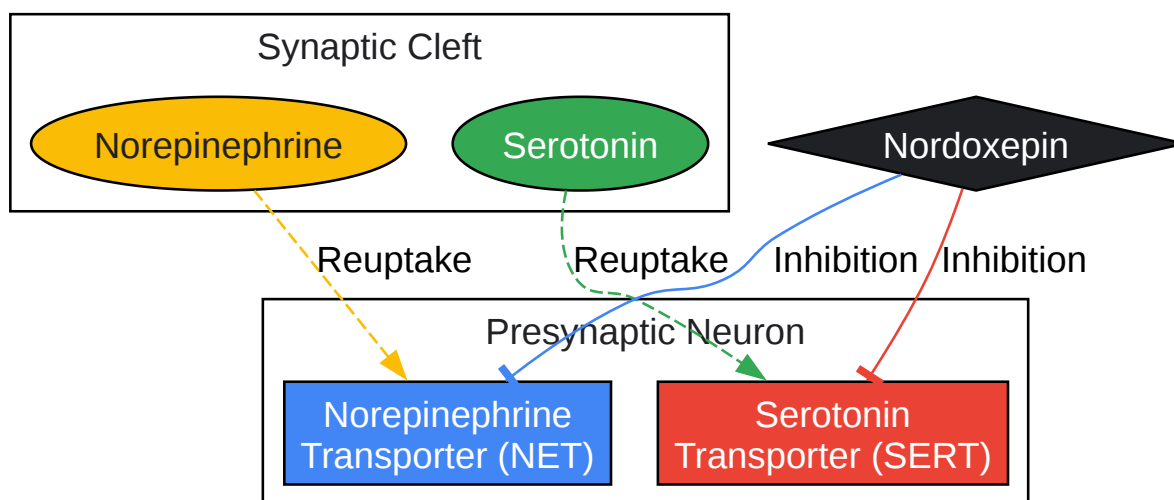 Synaptic Cleft
Norepinephrine
Serotonin
Nordoxepin
Reuptake
Reuptake
Inhibition
Inhibition
Presynaptic Neuron
Norepinephrine
Transporter (NET)
Serotonin
Transporter (SERT)